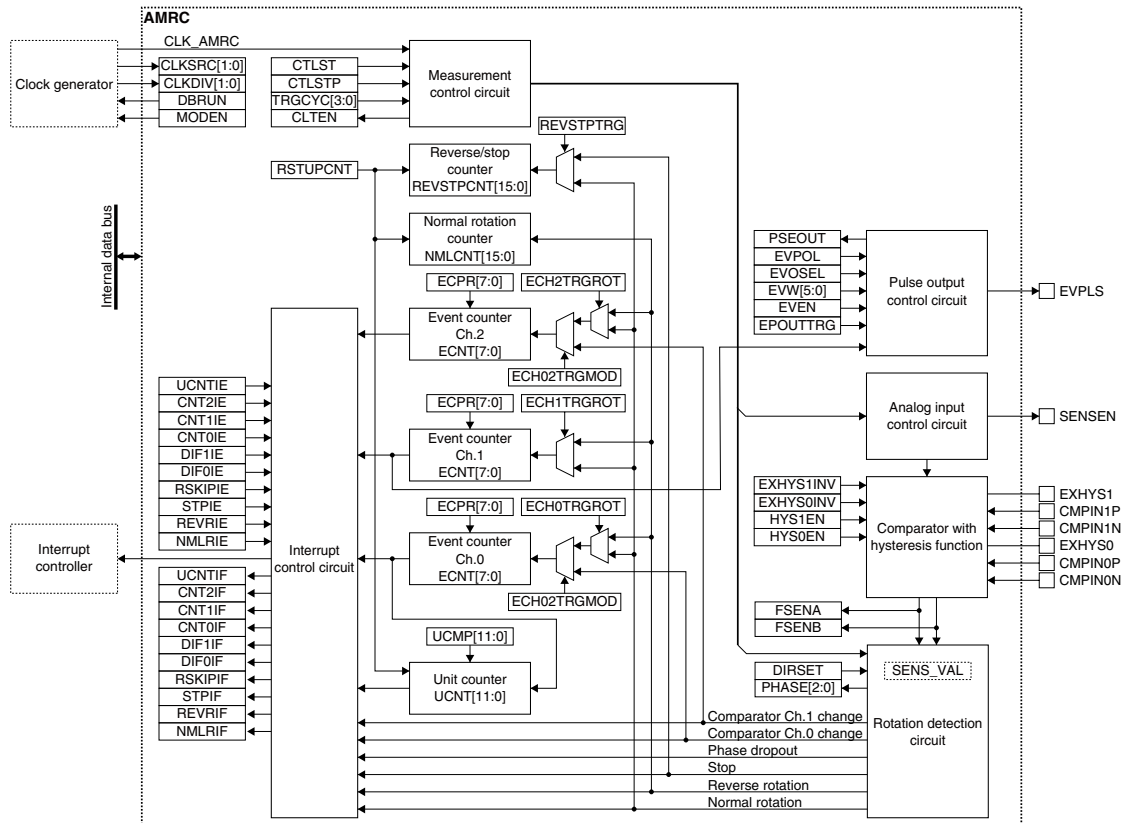 AMRC
Clock generator
CLK_AMRC
CLKSRC[1:0]
CLKDIV[1:0]
DBRUN
MODEN
CTLST
CTLSTP
TRGCYC[3:0]
CLTEN
Measurement
control circuit
REVSTPTRG
RSTUPCNT
Reverse/stop
counter
REVSTPCNT[15:0]
Normal rotation
counter
NMLCNT[15:0]
Internal data bus
ECPR[7:0]
ECH2TRGROT
Event counter
Ch.2
ECNT[7:0]
ECH02TRGMOD
ECPR[7:0]
ECH1TRGROT
Event counter
Ch.1
ECNT[7:0]
ECPR[7:0]
ECH0TRGROT
Event counter
Ch.0
ECNT[7:0]
ECH02TRGMOD
UCMP[11:0]
Unit counter
UCNT[11:0]
UCNTIE
CNT2IE
CNT1IE
CNT0IE
DIF1IE
DIF0IE
RSKIPIE
STPIE
REVRIE
NMLRIE
Interrupt
controller
Interrupt
control circuit
UCNTIF
CNT2IF
CNT1IF
CNT0IF
DIF1IF
DIF0IF
RSKIPIF
STPIF
REVRIF
NMLRIF
PSEOUT
EVPOL
EVOSEL
EVW[5:0]
EVEN
EPOUTTRG
Pulse output
control circuit
EVPLS
Analog input
control circuit
SENSEN
EXHYS1INV
EXHYS0INV
HYS1EN
HYS0EN
Comparator with
hysteresis function
EXHYS1
CMPIN1P
CMPIN1N
EXHYS0
CMPIN0P
CMPIN0N
FSENA
FSENB
DIRSET
PHASE[2:0]
SENS_VAL
Rotation detection
circuit
Comparator Ch.1 change
Comparator Ch.0 change
Phase dropout
Stop
Reverse rotation
Normal rotation